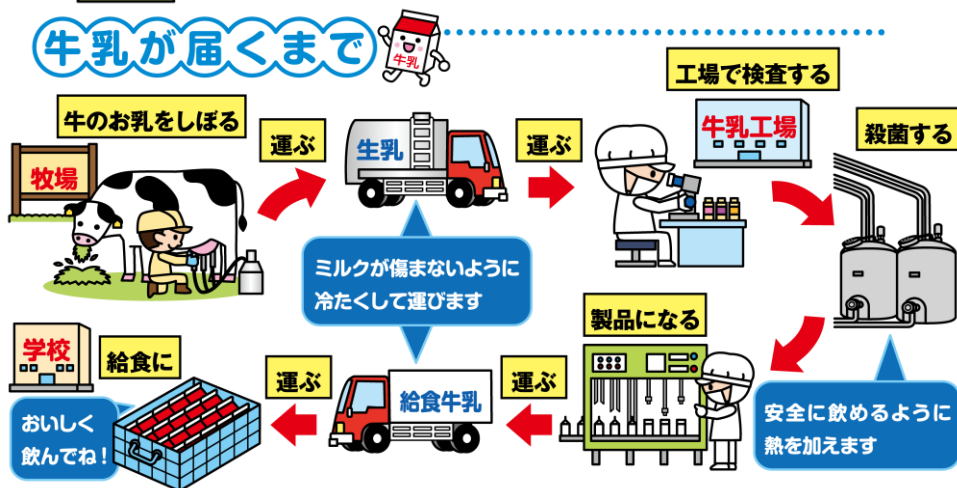 牛乳が届くまで
牛乳
牛のお乳をしぼる
牧場
運ぶ
生乳
運ぶ
工場で検査する
牛乳工場
殺菌する
ミルクが傷まないように
冷たくして運びます
安全に飲めるように
熱を加えます
製品になる
運ぶ
給食牛乳
運ぶ
給食に
学校
おいしく
飲んでね!